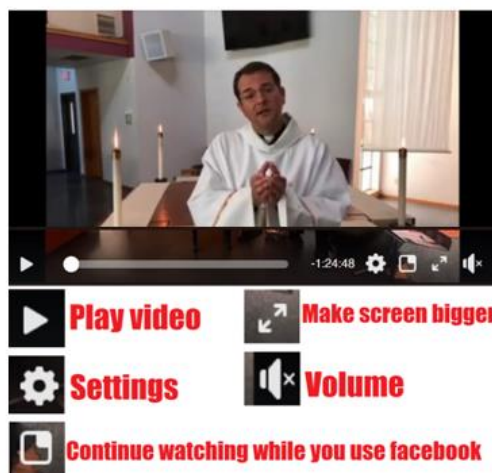 -1:24:48
Play video
Make screen bigger
Settings
Volume
Continue watching while you use facebook